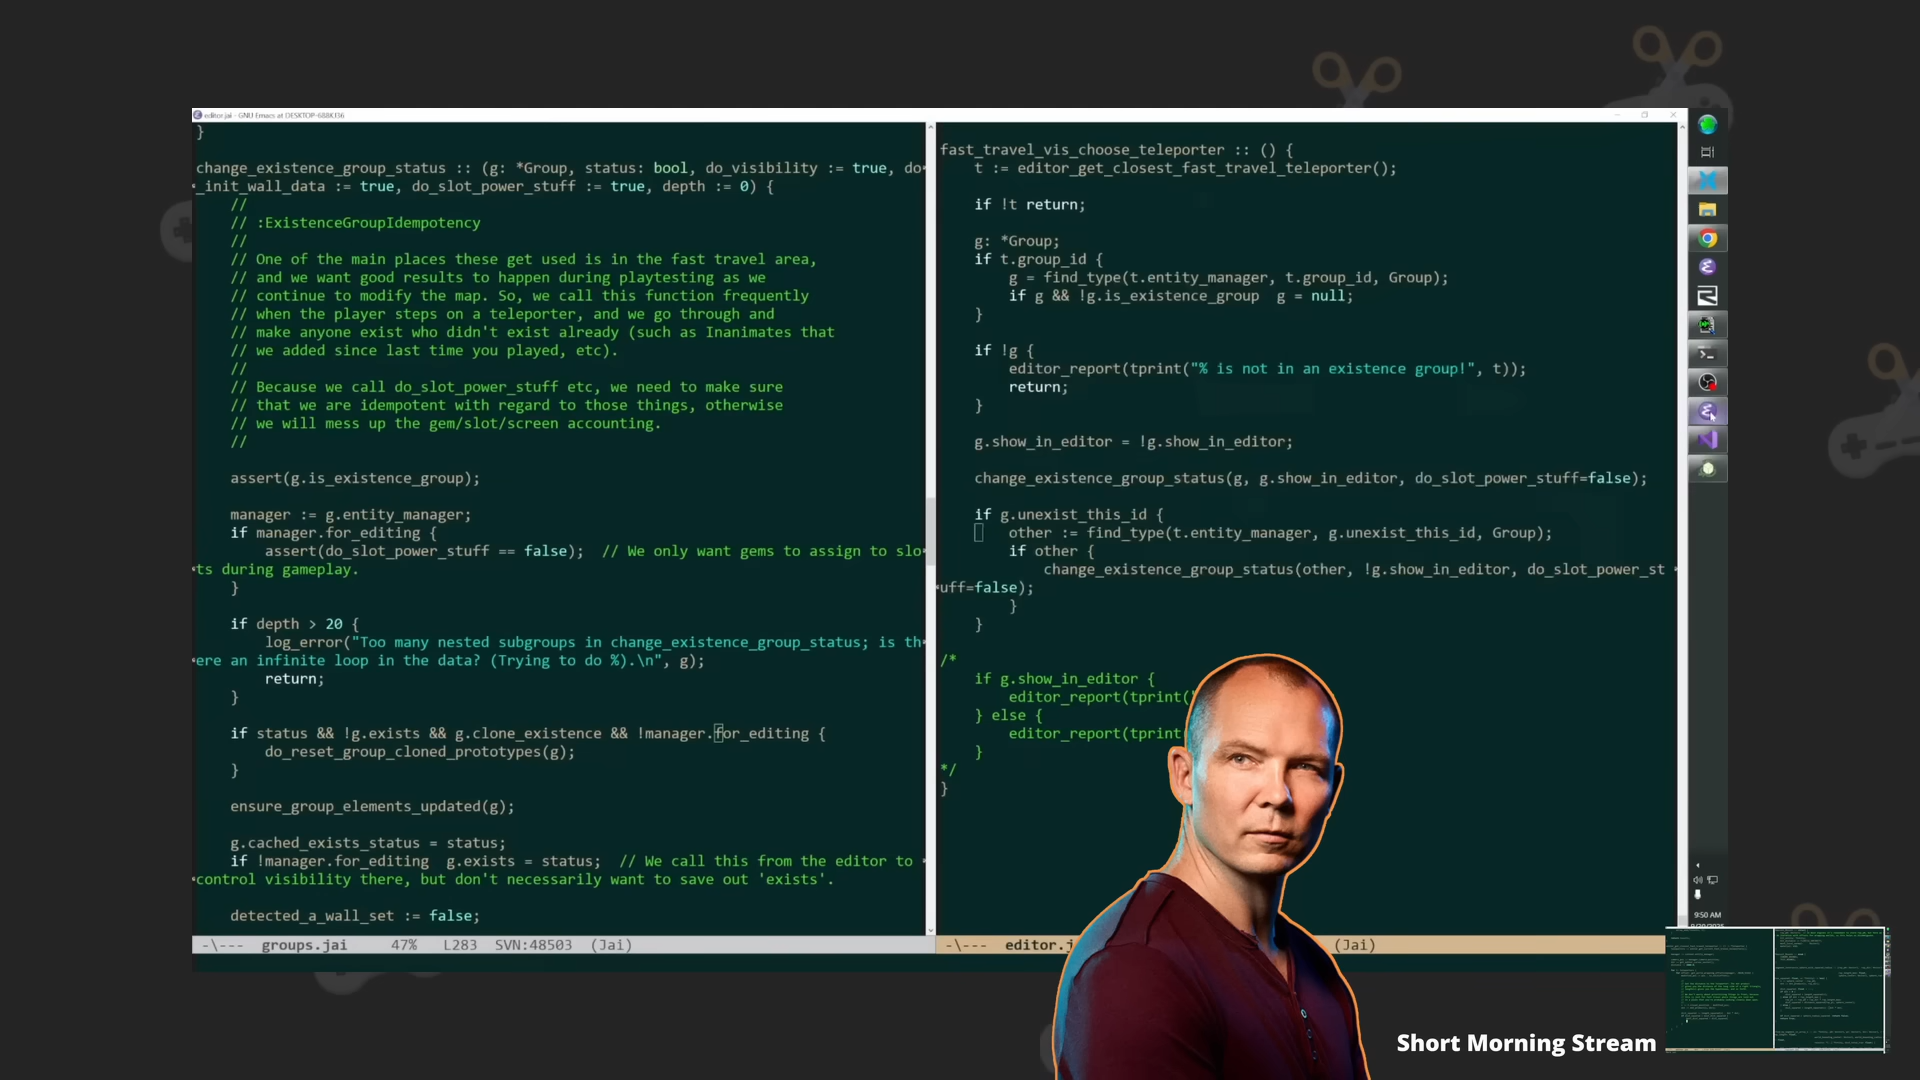 editor.jai - GNU Emacs at DESKTOP-688KJ36
}
change_existence_group_status :: (g: *Group, status: bool, do_visibility := true, do
_init_wall_data := true, do_slot_power_stuff := true, depth := 0) {
//
// :ExistenceGroupIdempotency
//
// One of the main places these get used is in the fast travel area,
// and we want good results to happen during playtesting as we
// continue to modify the map. So, we call this function frequently
// when the player steps on a teleporter, and we go through and
// make anyone exist who didn't exist already (such as Inanimates that
// we added since last time you played, etc).
//
// Because we call do_slot_power_stuff etc, we need to make sure
// that we are idempotent with regard to those things, otherwise
// we will mess up the gem/slot/screen accounting.
//
assert(g.is_existence_group);
manager := g.entity_manager;
if manager.for_editing {
assert(do_slot_power_stuff == false);  // We only want gems to assign to slo
ts during gameplay.
}
if depth > 20 {
log_error("Too many nested subgroups in change_existence_group_status; is th
ere an infinite loop in the data? (Trying to do %).\n", g);
return;
}
if status && !g.exists && g.clone_existence && !manager.for_editing {
do_reset_group_cloned_prototypes(g);
}
ensure_group_elements_updated(g);
g.cached_exists_status = status;
if !manager.for_editing  g.exists = status;  // We call this from the editor to
control visibility there, but don't necessarily want to save out 'exists'.
detected_a_wall_set := false;
-\---  groups.jai     47%   L283  SVN:48503  (Jai)
fast_travel_vis_choose_teleporter :: () {
t := editor_get_closest_fast_travel_teleporter();
if !t return;
g: *Group;
if t.group_id {
g = find_type(t.entity_manager, t.group_id, Group);
if g && !g.is_existence_group  g = null;
}
if !g {
editor_report(tprint("% is not in an existence group!", t));
return;
}
g.show_in_editor = !g.show_in_editor;
change_existence_group_status(g, g.show_in_editor, do_slot_power_stuff=false);
if g.unexist_this_id {
other := find_type(t.entity_manager, g.unexist_this_id, Group);
if other {
change_existence_group_status(other, !g.show_in_editor, do_slot_power_st
uff=false);
}
}
/*
if g.show_in_editor {
editor_report(tprint("
} else {
editor_report(tprint
}
*/
}
-\---  editor.j (Jai)
9:50 AM
Short Morning Stream